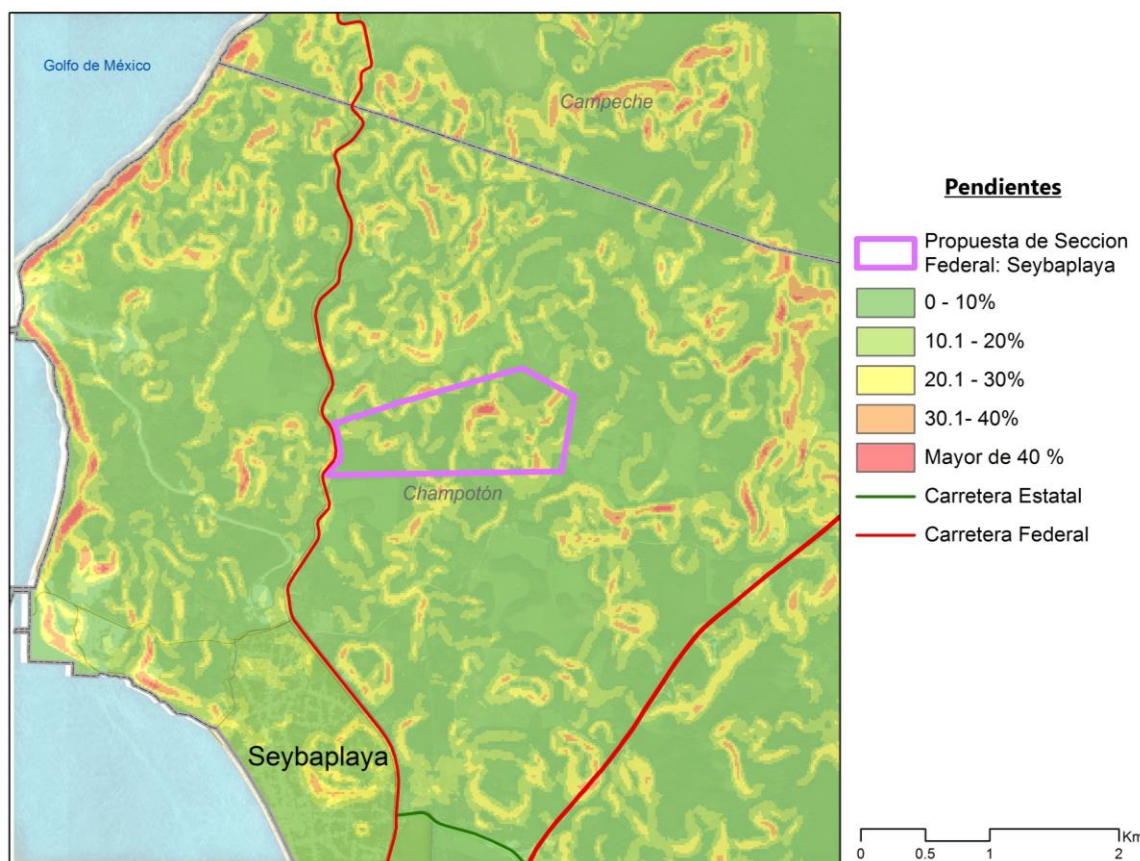 Golfo de México
Campeche
Champotón
Seybaplaya
Pendientes
Propuesta de Seccion
Federal: Seybaplaya
0 - 10%
10.1 - 20%
20.1 - 30%
30.1- 40%
Mayor de 40 %
Carretera Estatal
Carretera Federal
Km
0 0.5 1 2